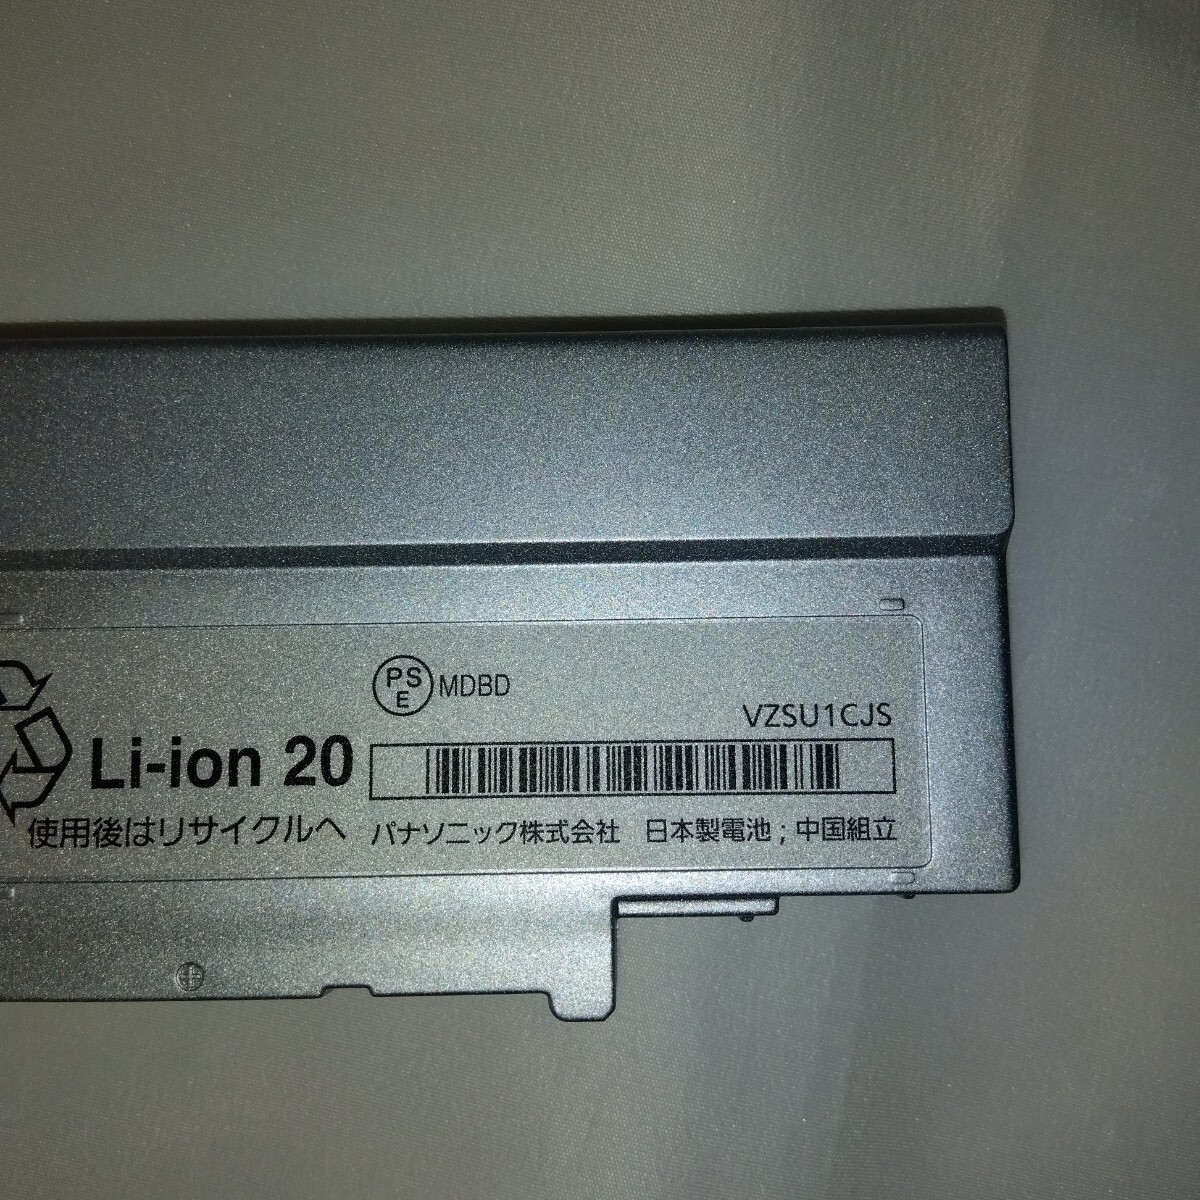 PS
E
MDBD
VZSU1CJS
Li-ion 20
使用後はリサイクルへ
パナソニック株式会社 日本製電池；中国組立